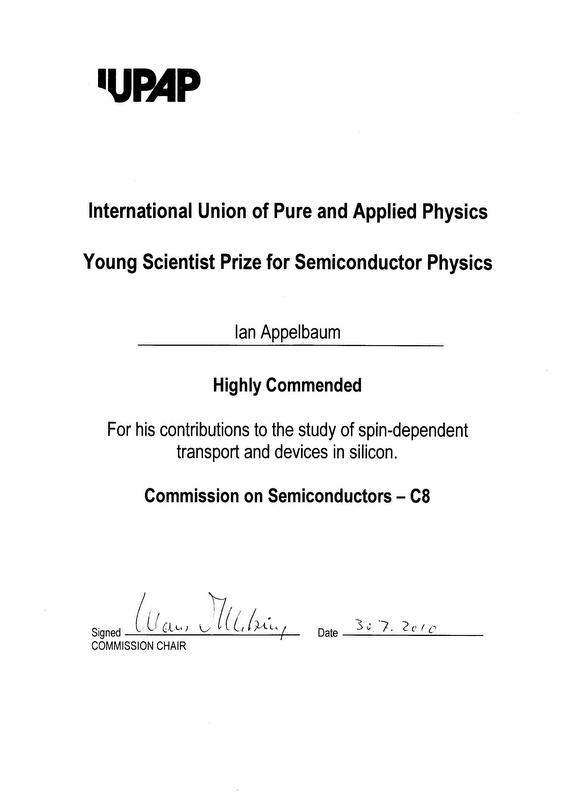 IUPAP
International Union of Pure and Applied Physics
Young Scientist Prize for Semiconductor Physics
Ian Appelbaum
Highly Commended
For his contributions to the study of spin-dependent
transport and devices in silicon.
Commission on Semiconductors – C8
Signed Date 30.7.2010
COMMISSION CHAIR